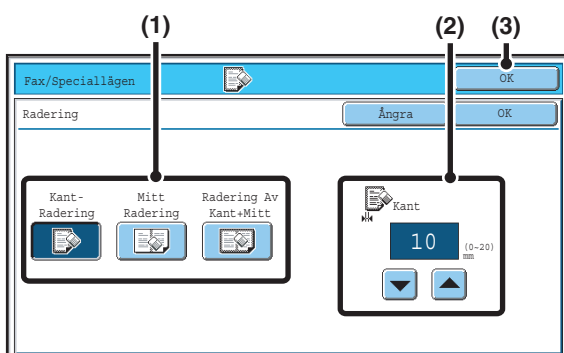 (1) (2) (3)
Fax/Speciallägen OK
Radering Ångra OK
Kant-
Radering
Mitt
Radering
Radering Av
Kant+Mitt
Kant
10 (0~20)
mm